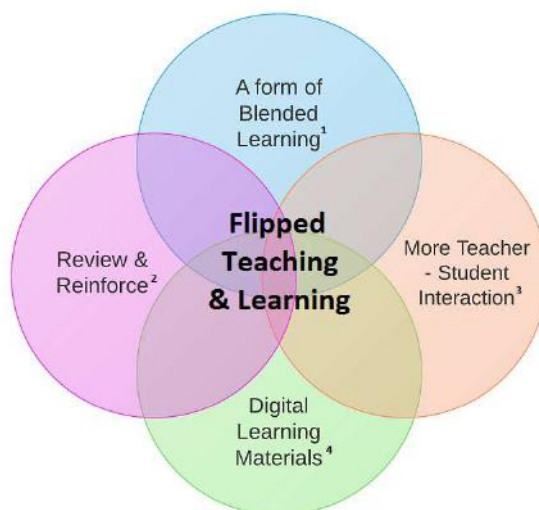 A form of
Blended
Learning¹
Flipped
Teaching
& Learning
Review &
Reinforce²
More Teacher
- Student
Interaction³
Digital
Learning
Materials⁴